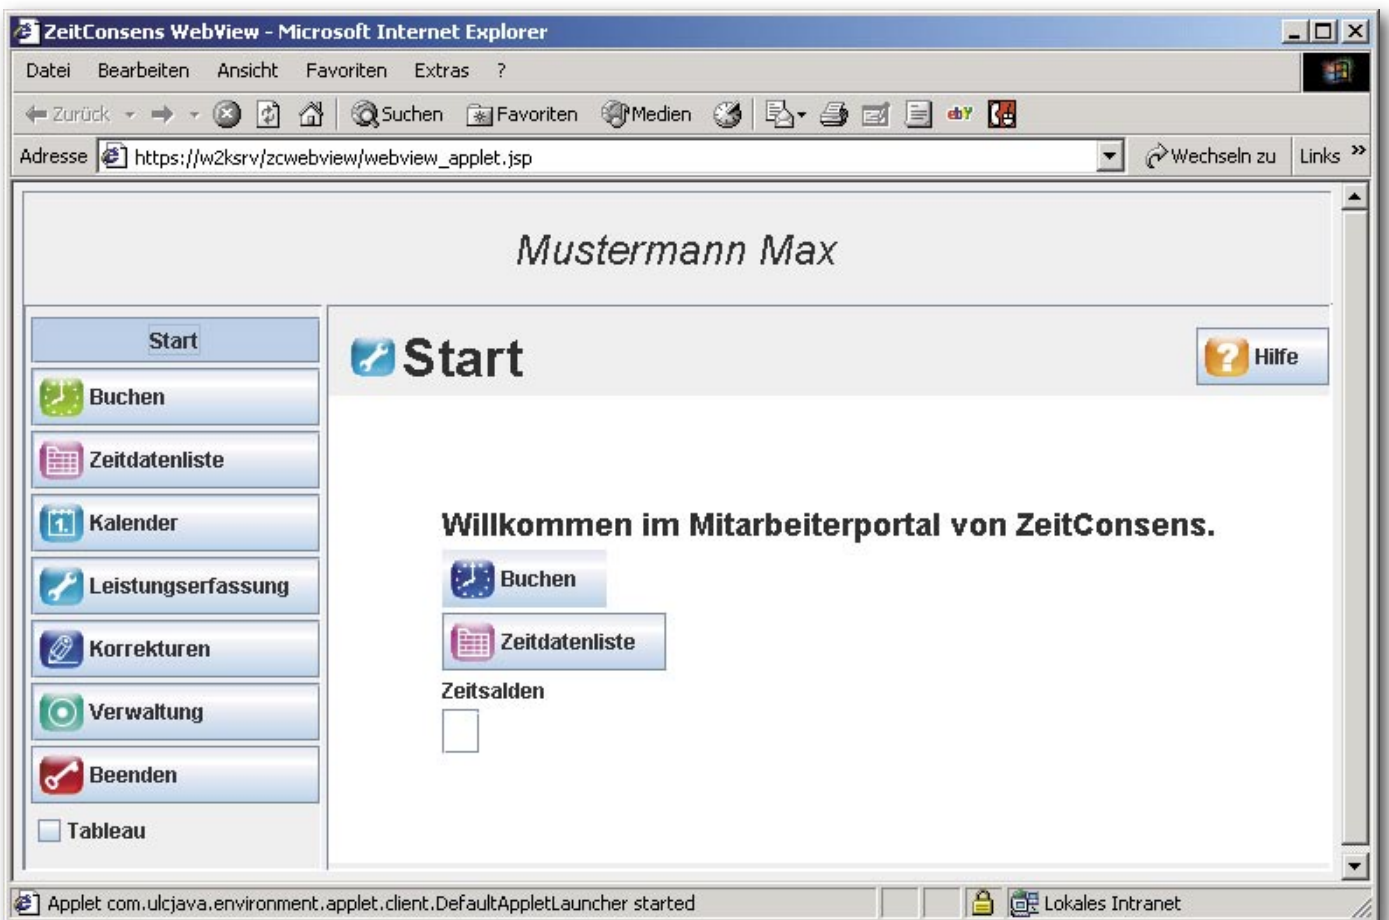 ZeitConsens WebView - Microsoft Internet Explorer
Datei Bearbeiten Ansicht Favoriten Extras ?
Zurück Suchen Favoriten Medien ebY
Adresse https://w2ksrv/zcwebview/webview_applet.jsp Wechseln zu Links »
Mustermann Max
Start
Buchen
Zeitdatenliste
1. Kalender
Leistungserfassung
Korrekturen
Verwaltung
Beenden
Tableau
Start
? Hilfe
Willkommen im Mitarbeiterportal von ZeitConsens.
Buchen
Zeitdatenliste
Zeitsalden
Applet com.ulcjava.environment.applet.client.DefaultAppletLauncher started Lokales Intranet